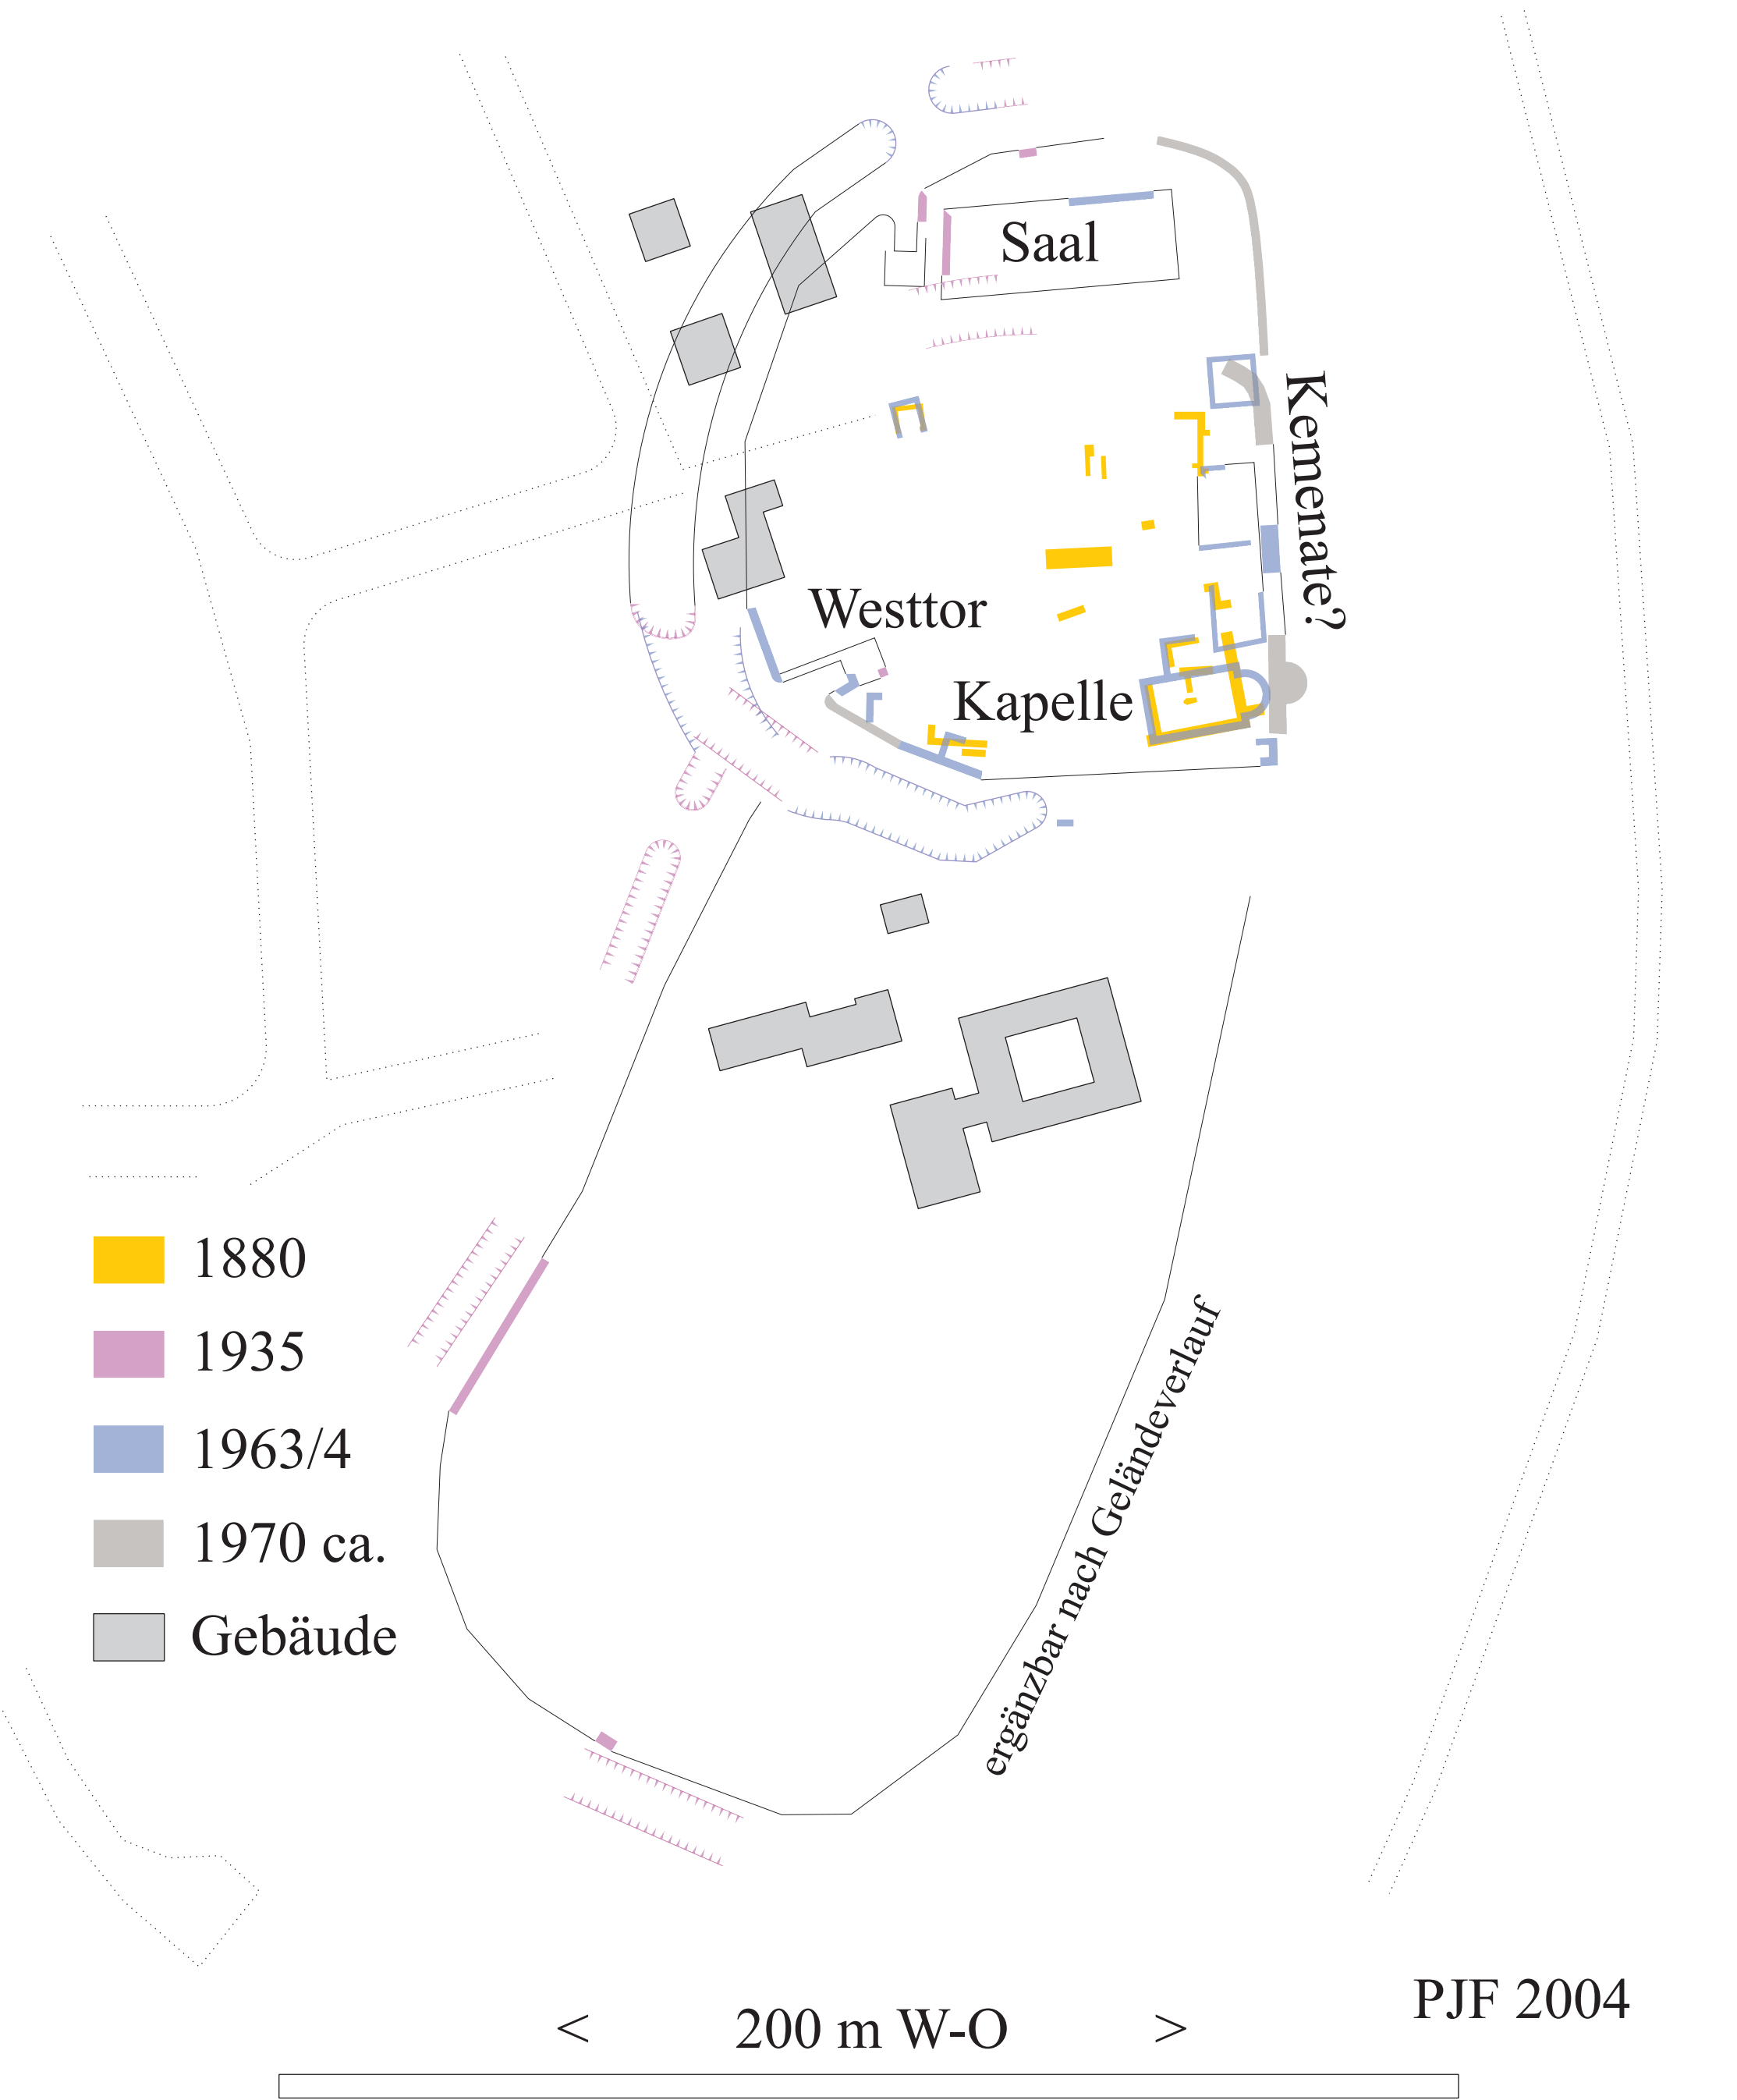 Saal
Kemenate?
Westtor
Kapelle
1880
1935
1963/4
1970 ca.
Gebäude
ergänzbar nach Geländeverlauf
PJF 2004
< 200 m W-O >